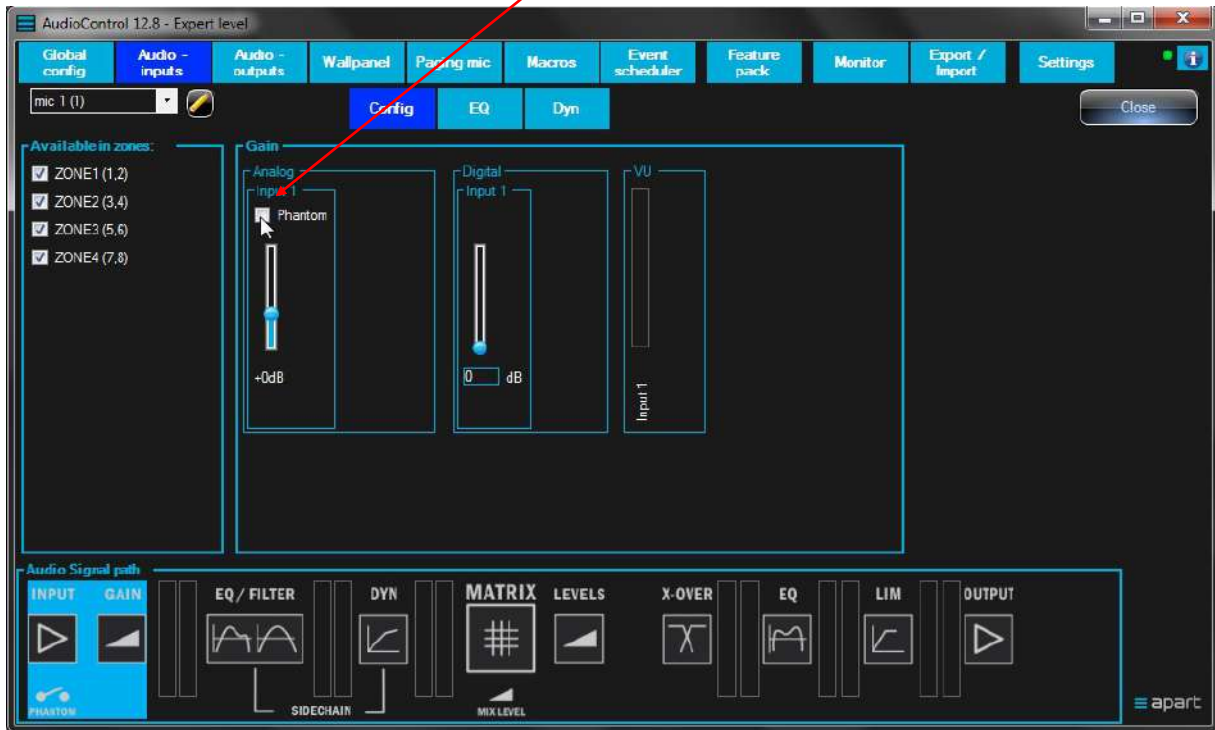 AudioControl 12.8 - Expert level
Global config
Audio - inputs
Audio - outputs
Wallpanel
Paging mic
Macros
Event scheduler
Feature pack
Monitor
Export / Import
Settings
mic 1 (1)
Config
EQ
Dyn
Close
Available in zones:
ZONE1 (1,2)
ZONE2 (3,4)
ZONE3 (5,6)
ZONE4 (7,8)
Gain
Analog
Input 1
Phantom
+0dB
Digital
Input 1
0 dB
VU
Input 1
Audio Signal path
INPUT
GAIN
EQ / FILTER
DYN
MATRIX
LEVELS
X-OVER
EQ
LIM
OUTPUT
PHANTOM
SIDECHAIN
MIX LEVEL
apart